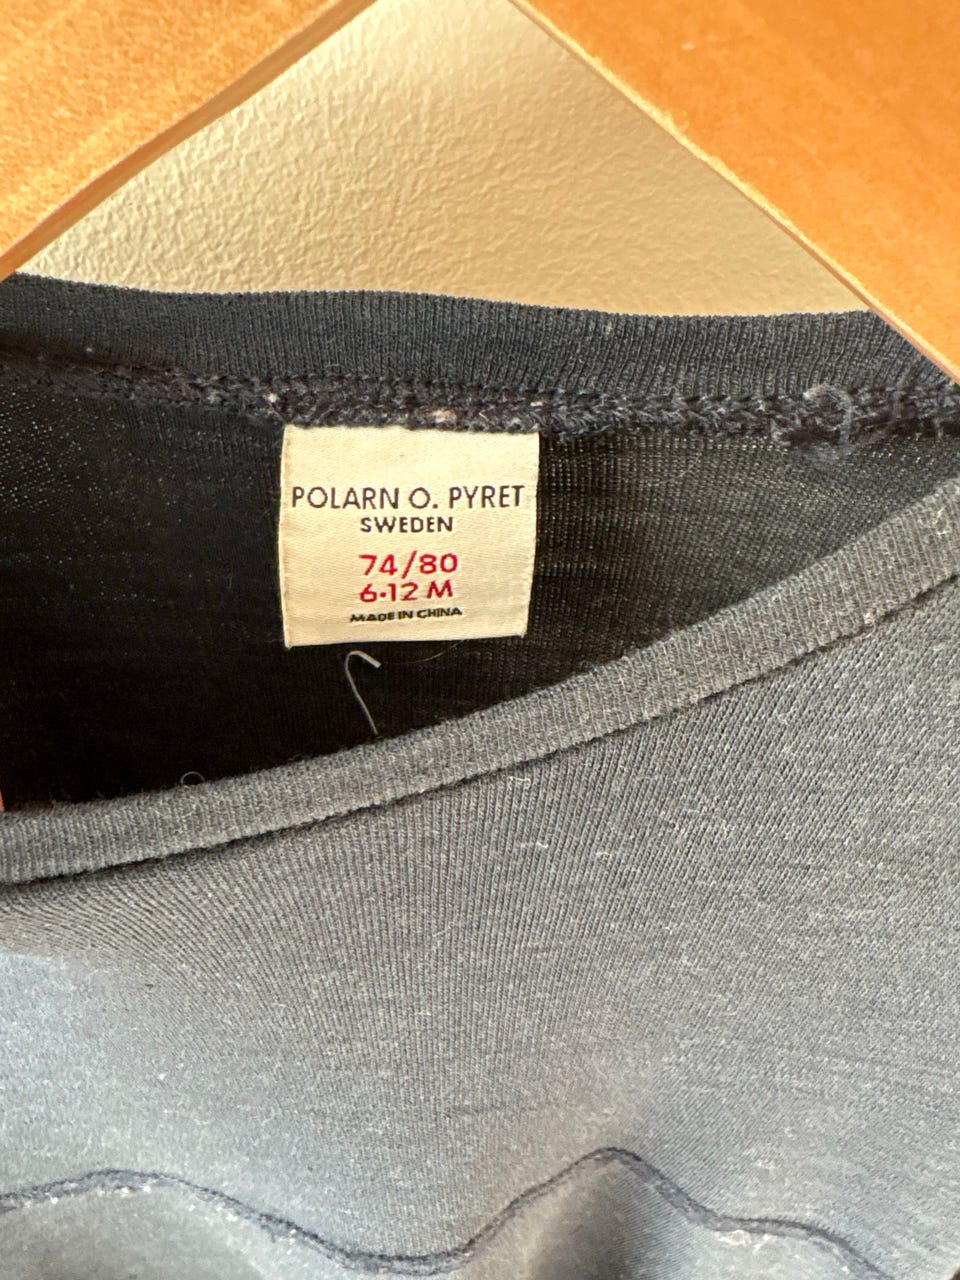 POLARN O. PYRET
SWEDEN
74/80
6-12 M
MADE IN CHINA